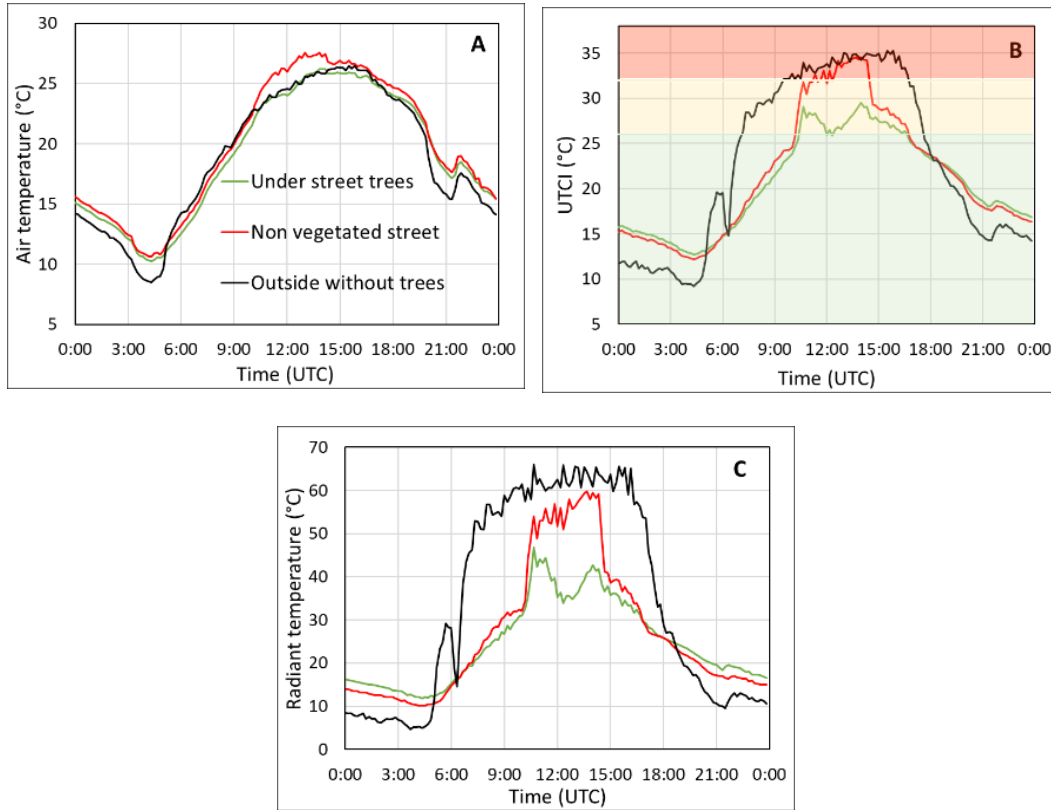 A
Air temperature (°C)
30
25
20
15
10
5
Under street trees
Non vegetated street
Outside without trees
0:00 3:00 6:00 9:00 12:00 15:00 18:00 21:00 0:00
Time (UTC)
B
UTCI (°C)
35
30
25
20
15
10
5
0:00 3:00 6:00 9:00 12:00 15:00 18:00 21:00 0:00
Time (UTC)
C
Radiant temperature (°C)
70
60
50
40
30
20
10
0
0:00 3:00 6:00 9:00 12:00 15:00 18:00 21:00 0:00
Time (UTC)